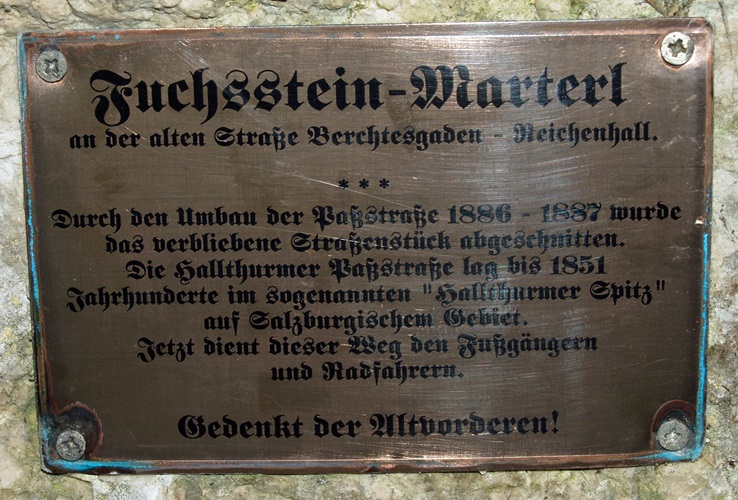 Fuchsstein-Marterl
an der alten Straße Berchtesgaden - Reichenhall.
***
Durch den Umbau der Paßstraße 1886 - 1887 wurde
das verbliebene Straßenstück abgeschnitten.
Die Hallthurmer Paßstraße lag bis 1851
Jahrhunderte im sogenannten "Hallthurmer Spitz"
auf Salzburgischem Gebiet.
Jetzt dient dieser Weg den Fußgängern
und Radfahrern.
Gedenkt der Altvorderen!